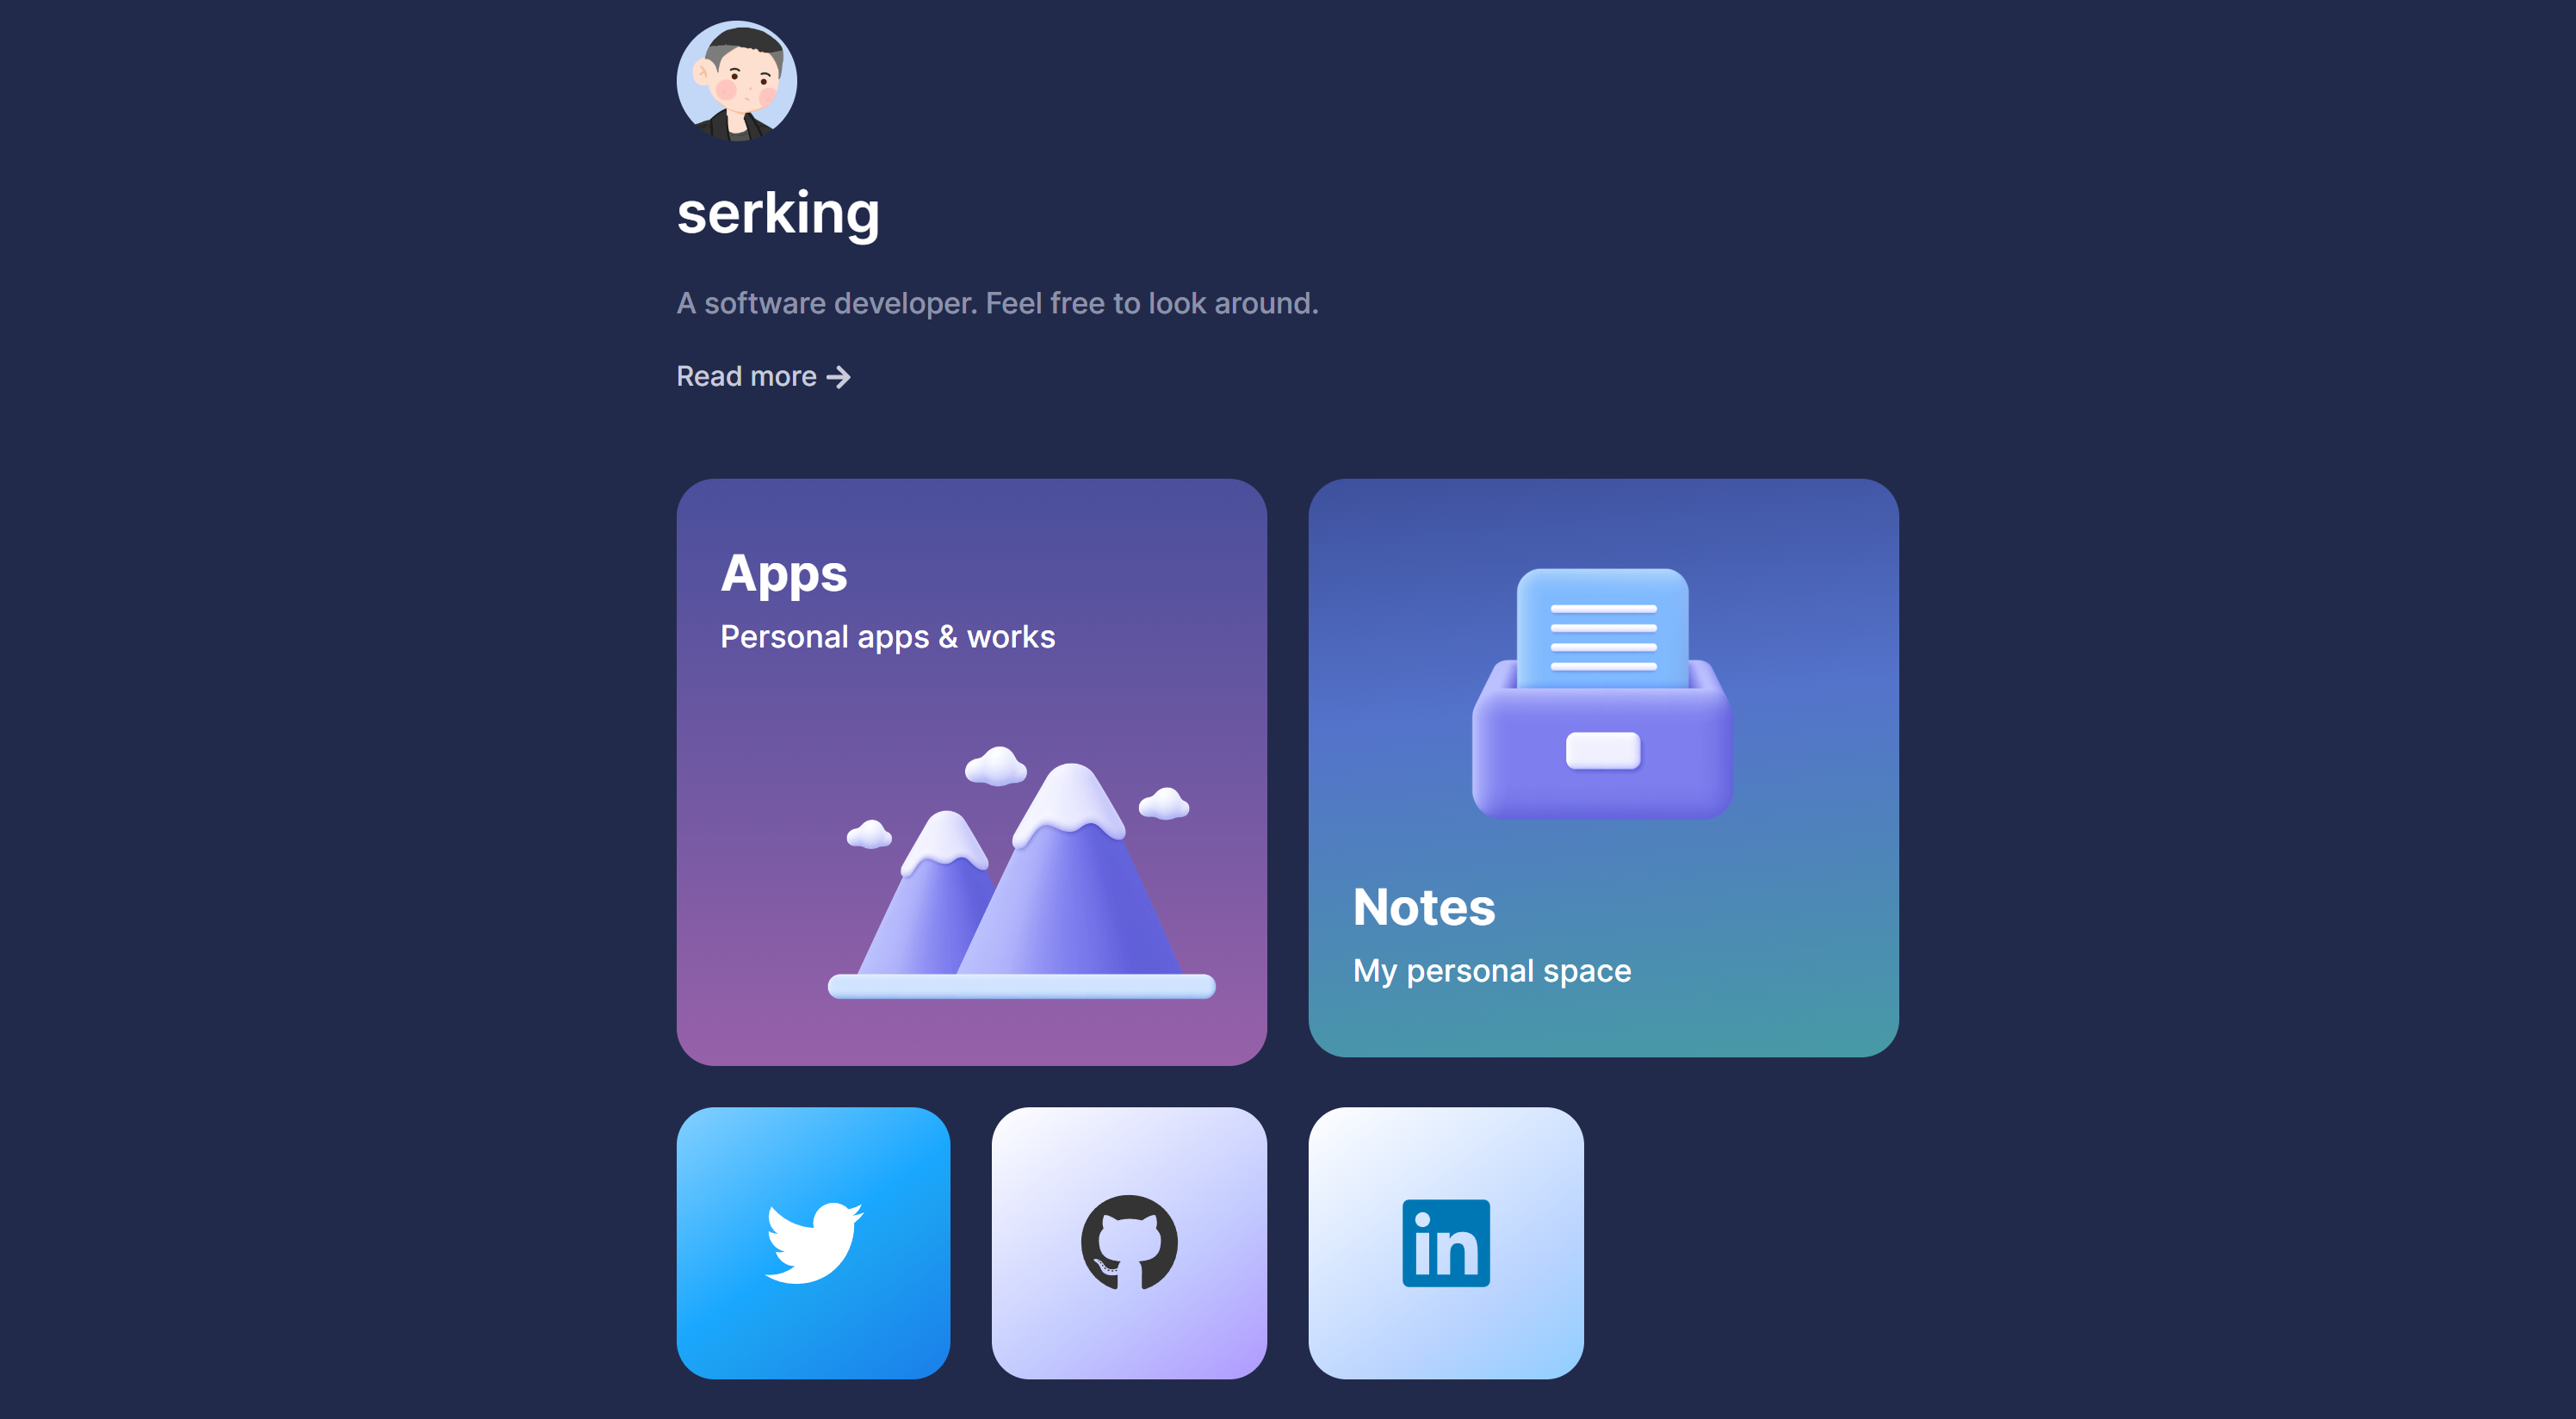 serking
A software developer. Feel free to look around.
Read more →
Apps
Personal apps & works
Notes
My personal space
in